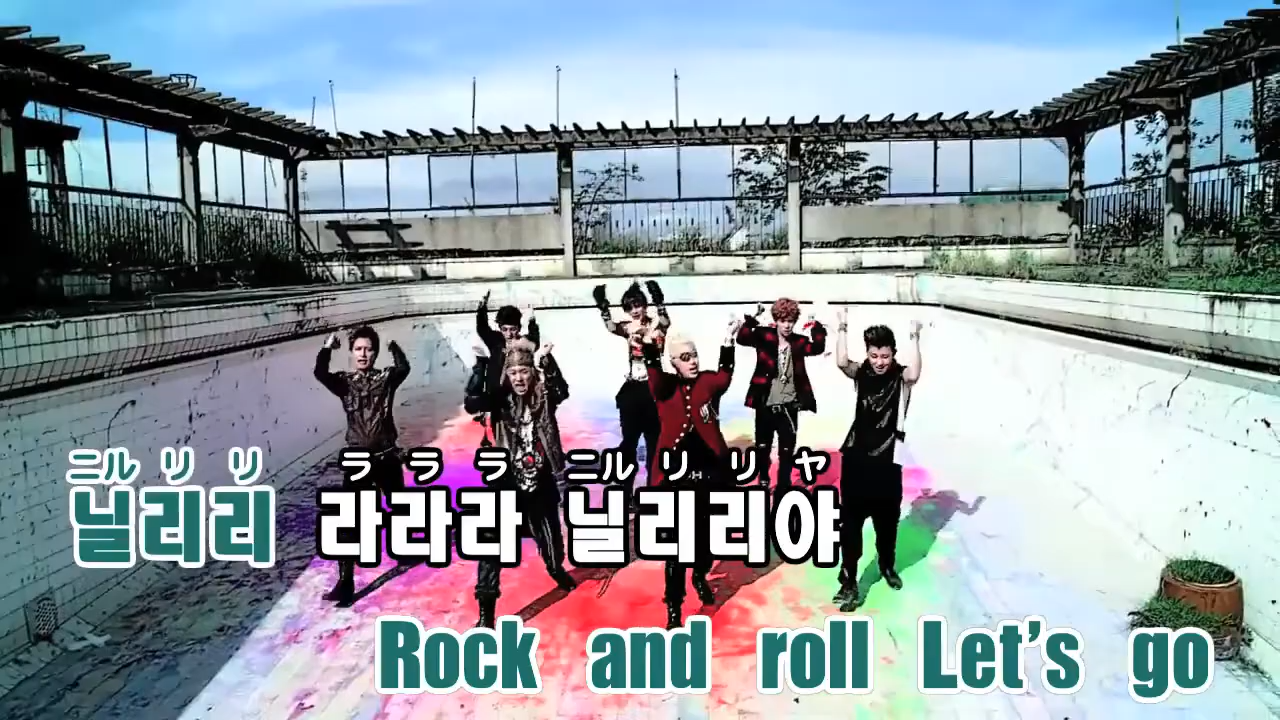 ニル リ リ ラ ラ ラ ニル リ リ ヤ
닐리리 라라라 닐리리야
Rock and roll Let's go